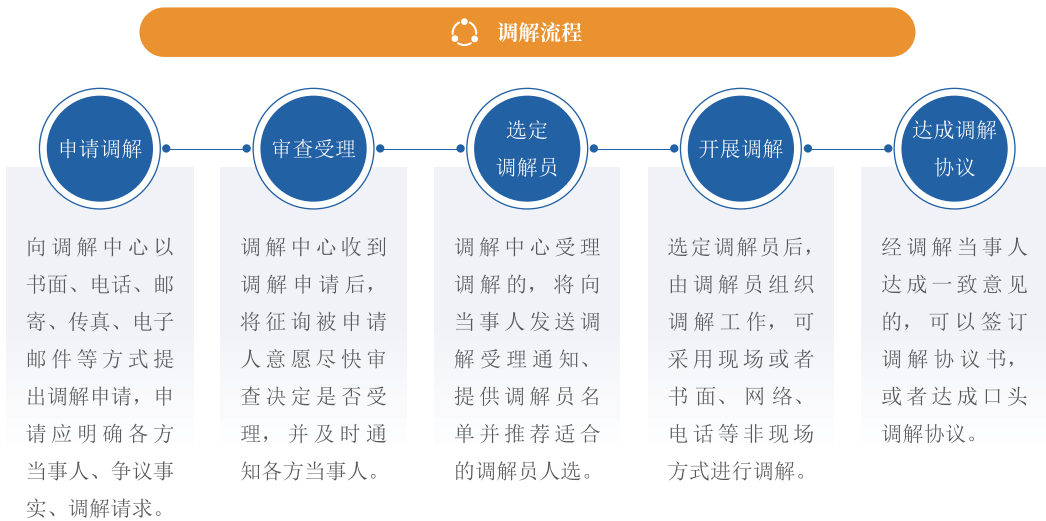 调解流程
申请调解
向调解中心以
书面、电话、邮
寄、传真、电子
邮件等方式提
出调解申请，申
请应明确各方
当事人、争议事
实、调解请求。
审查受理
调解中心收到
调解申请后，
将征询被申请
人意愿尽快审
查决定是否受
理，并及时通
知各方当事人。
选定
调解员
调解中心受理
调解的，将向
当事人发送调
解受理通知、
提供调解员名
单并推荐适合
的调解员人选。
开展调解
选定调解员后，
由调解员组织
调解工作，可
采用现场或者
书面、网络、
电话等非现场
方式进行调解。
达成调解
协议
经调解当事人
达成一致意见
的，可以签订
调解协议书，
或者达成口头
调解协议。